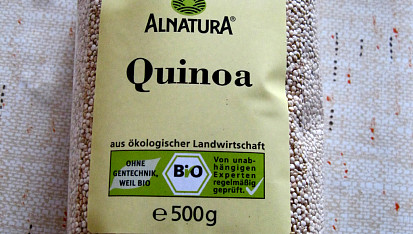 ALNATURA®
Quinoa
aus ökologischer Landwirtschaft
OHNE
GENTECHNIK,
WEIL BIO
BiO
Von unab-
hängigen
Experten
regelmäßig
geprüft.
℮ 500g